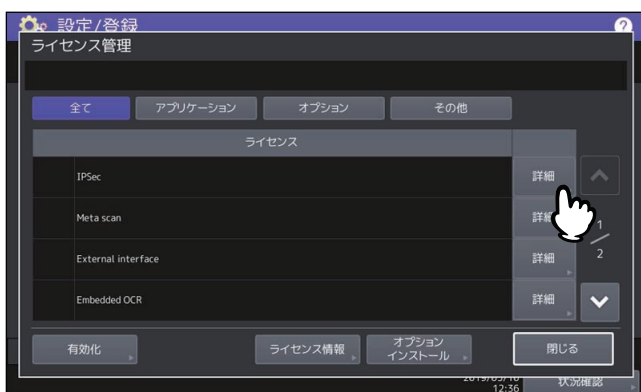 設定/登録
?
ライセンス管理
全て
アプリケーション
オプション
その他
ライセンス
IPSec
詳細
Meta scan
1
External interface
詳細
2
Embedded OCR
詳細
有効化
ライセンス情報
オプション
インストール
閉じる
12:36
状況確認